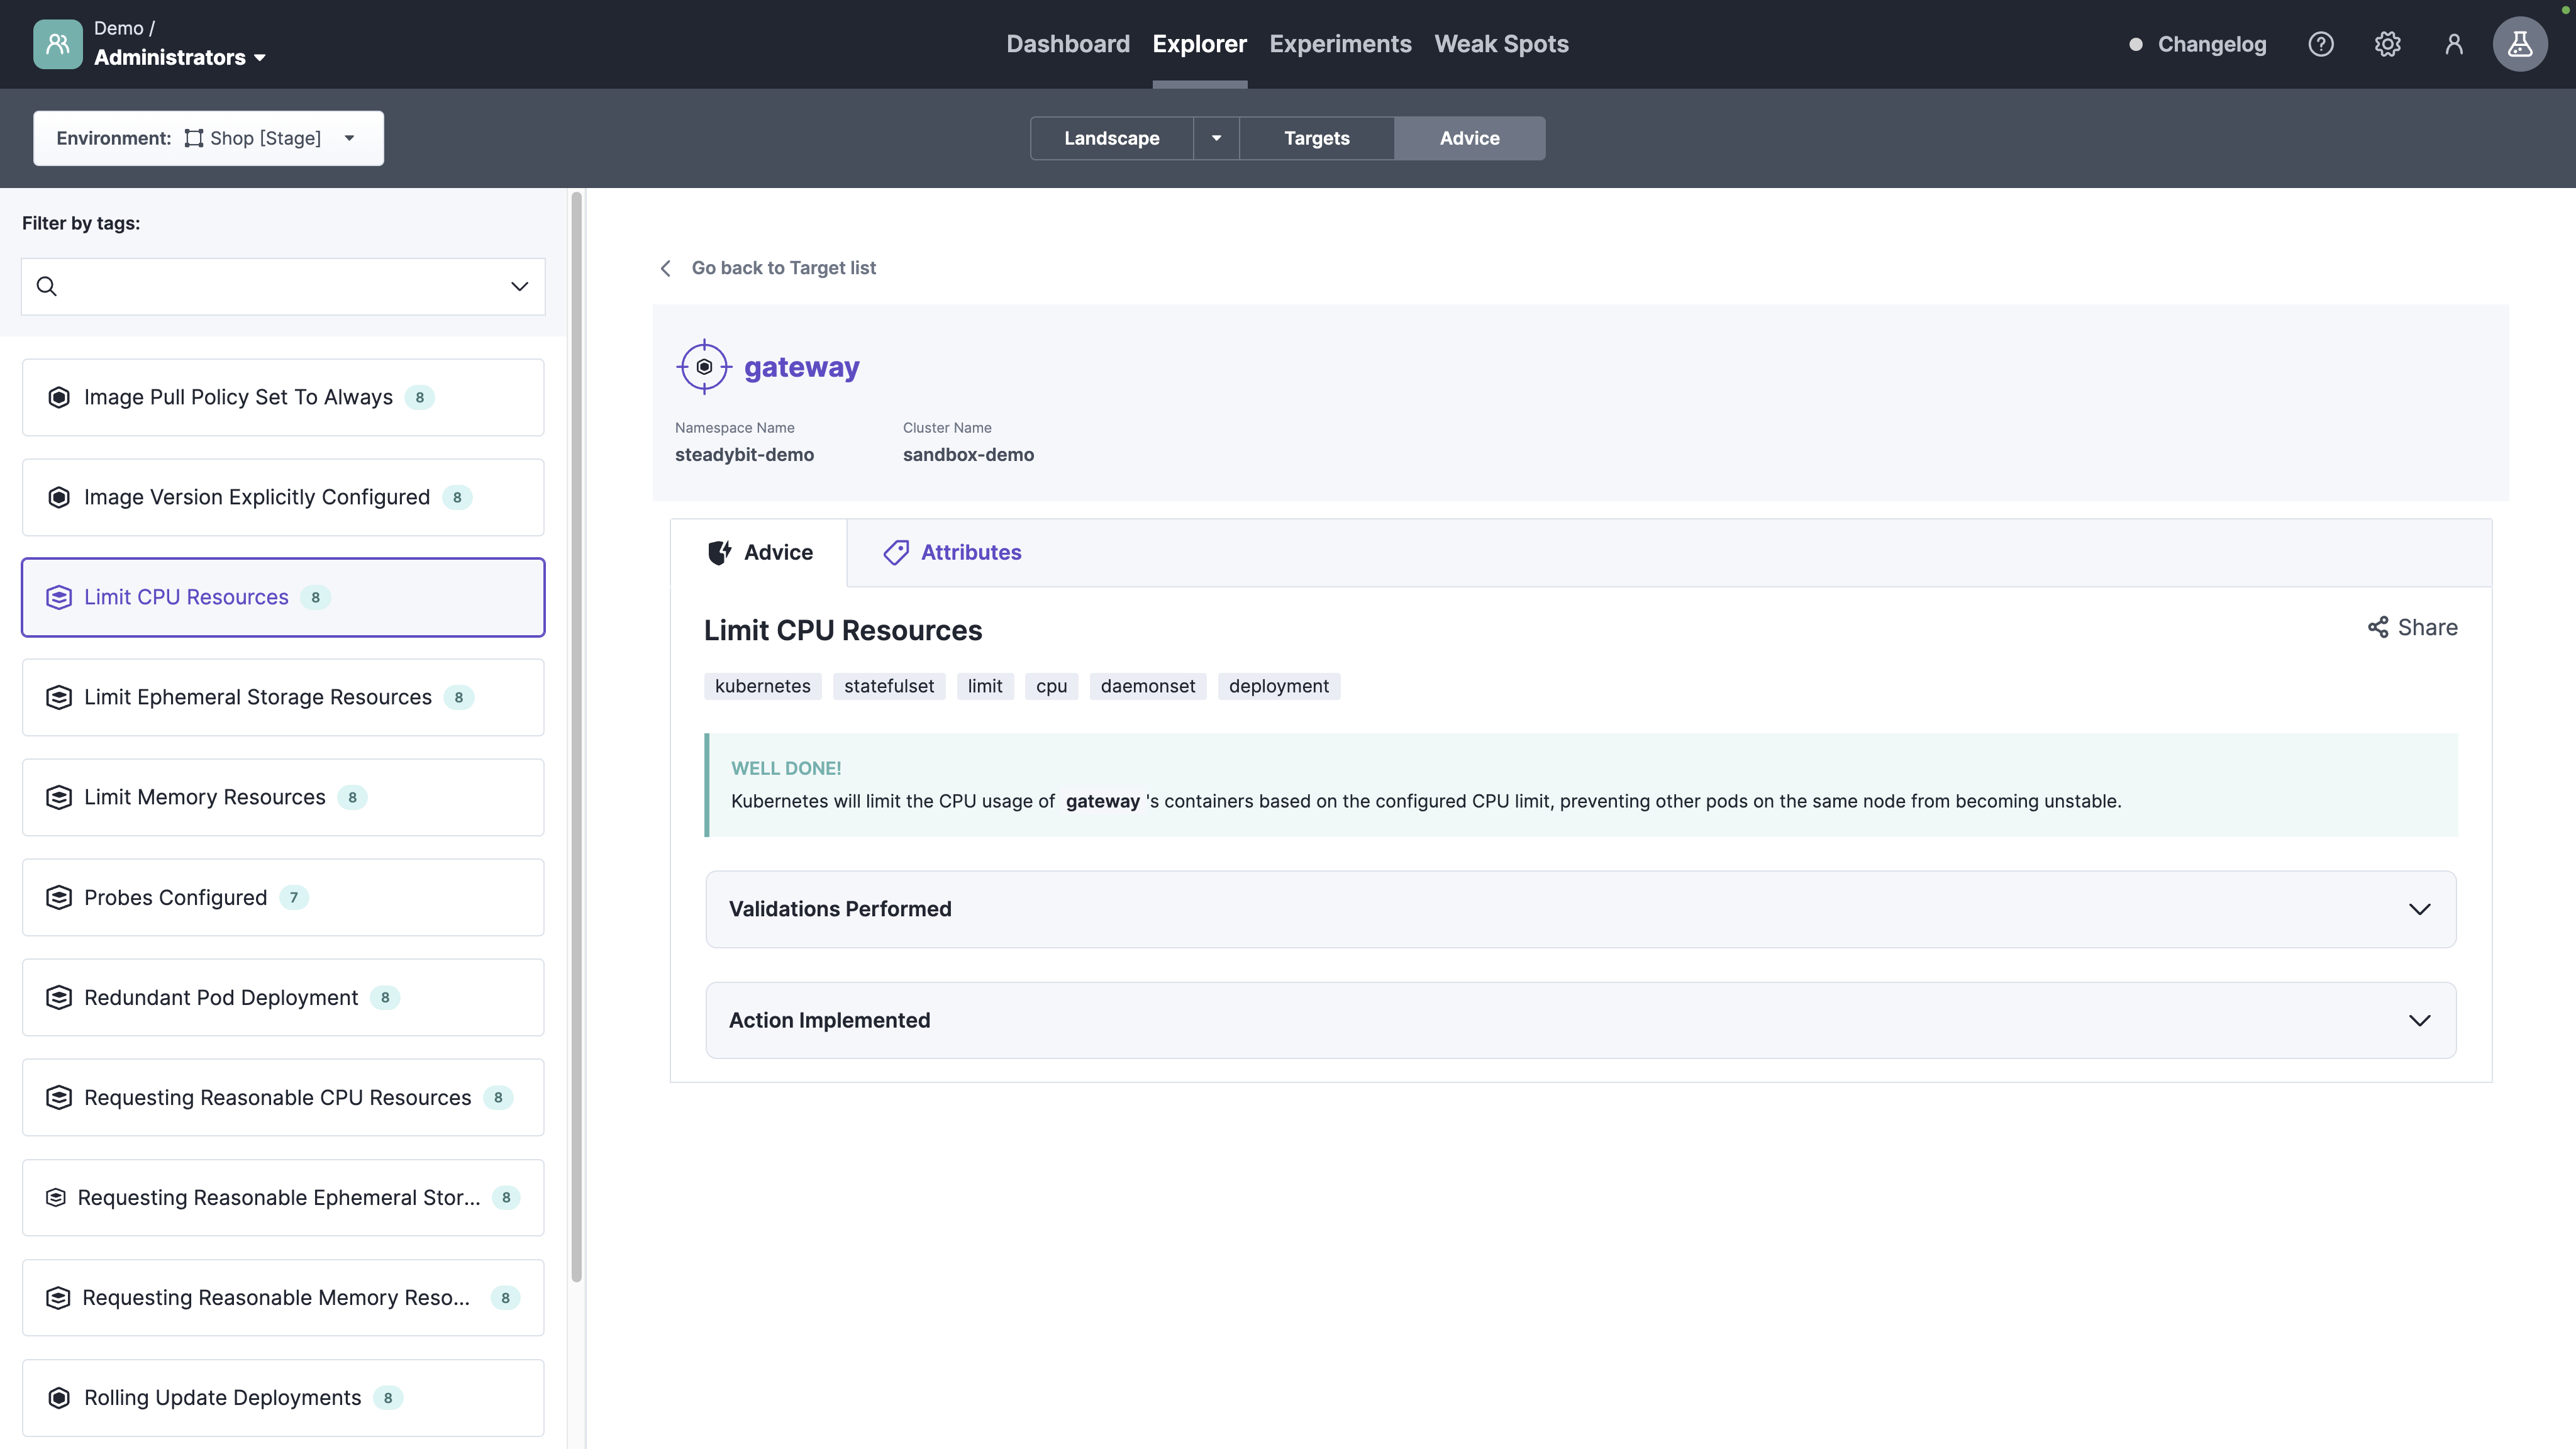 Demo /
Administrators
Dashboard
Explorer
Experiments
Weak Spots
Changelog
Environment: Shop [Stage]
Landscape
Targets
Advice
Filter by tags:
Image Pull Policy Set To Always 8
Image Version Explicitly Configured 8
Limit CPU Resources 8
Limit Ephemeral Storage Resources 8
Limit Memory Resources 8
Probes Configured 7
Redundant Pod Deployment 8
Requesting Reasonable CPU Resources 8
Requesting Reasonable Ephemeral Stor... 8
Requesting Reasonable Memory Reso... 8
Rolling Update Deployments 8
Go back to Target list
gateway
Namespace Name
steadybit-demo
Cluster Name
sandbox-demo
Advice
Attributes
Limit CPU Resources
Share
kubernetes statefulset limit cpu daemonset deployment
WELL DONE!
Kubernetes will limit the CPU usage of gateway 's containers based on the configured CPU limit, preventing other pods on the same node from becoming unstable.
Validations Performed
Action Implemented